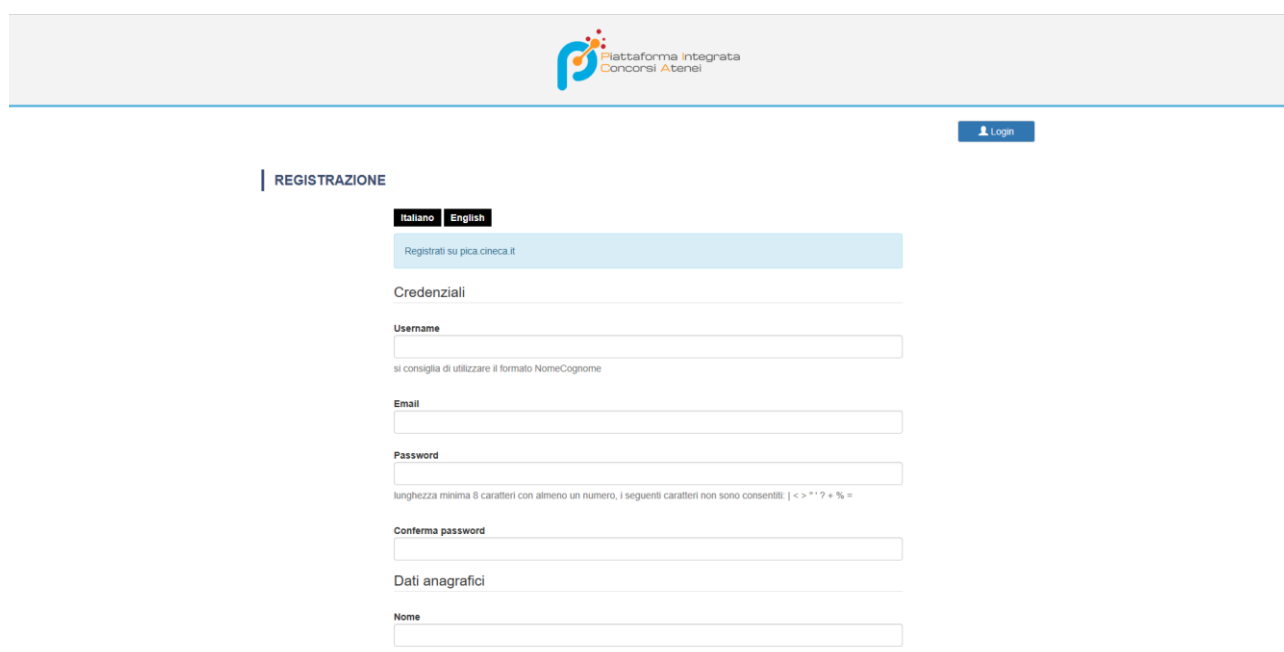 Piattaforma Integrata
Concorsi Atenei
Login
REGISTRAZIONE
Italiano English
Registrati su pica.cineca.it
Credenziali
Username
si consiglia di utilizzare il formato NomeCognome
Email
Password
lunghezza minima 8 caratteri con almeno un numero, i seguenti caratteri non sono consentiti: | < > " ' ? + % =
Conferma password
Dati anagrafici
Nome